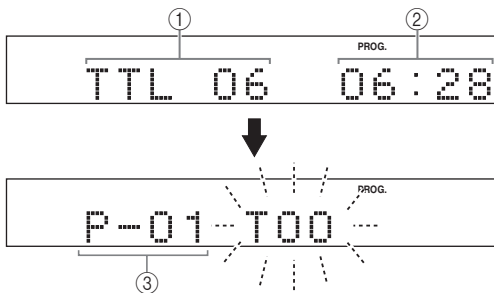 ① ②
PROG.
TTL 06 06:28
PROG.
P-01 T00
③